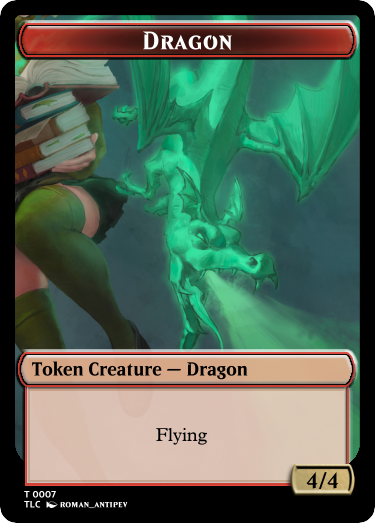 Dragon
Token Creature — Dragon
Flying
4/4
T 0007
TLC ROMAN_ANTIPEV